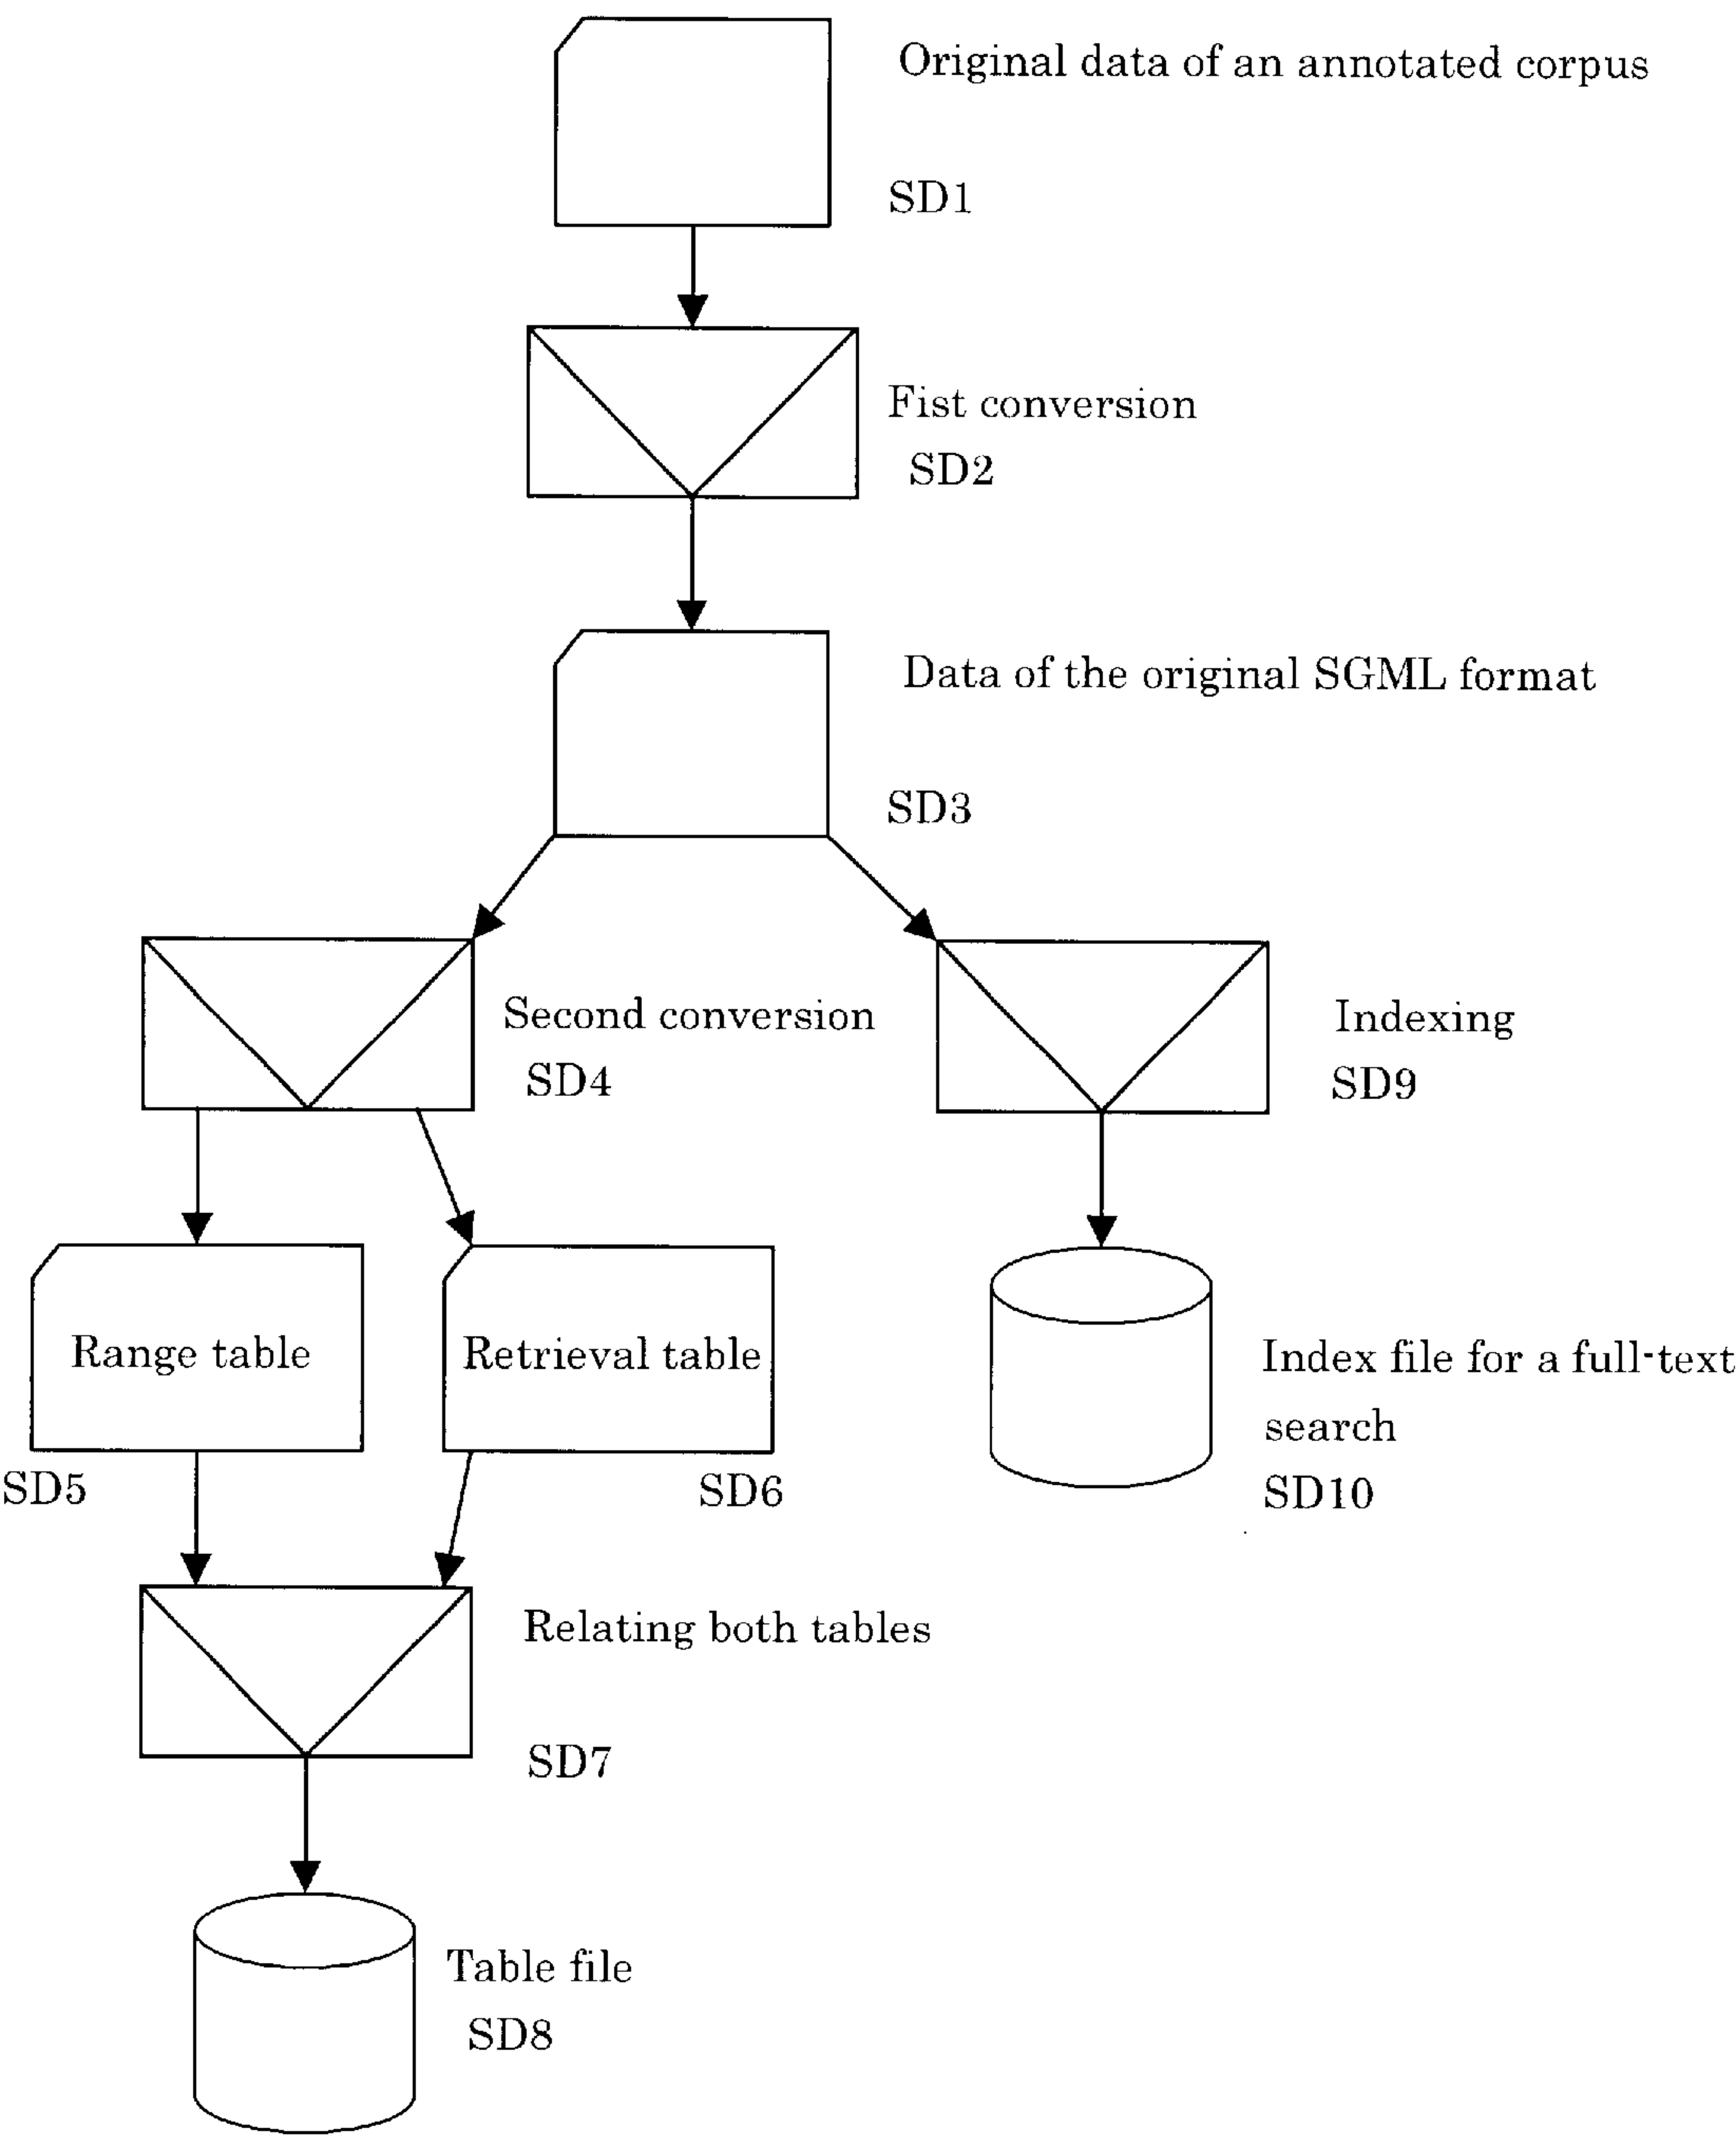 Original data of an annotated corpus
SD1
Fist conversion
SD2
Data of the original SGML format
SD3
Second conversion
SD4
Indexing
SD9
Range table
Retrieval table
SD5
SD6
Index file for a full-text
search
SD10
Relating both tables
SD7
Table file
SD8